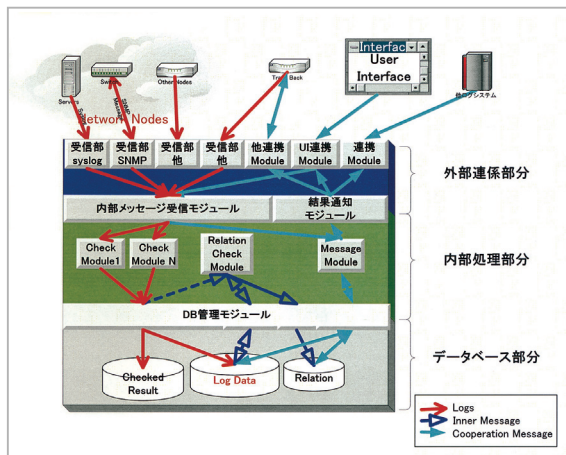 Interfac
User
Interface
Servers
Other Nodes
Syslog
SNMP
Message
Network Nodes
受信部
syslog
受信部
SNMP
受信部
他
受信部
他
他連携
Module
UI連携
Module
連携
Module
外部連係部分
内部メッセージ受信モジュール
結果通知
モジュール
Check
Module1
Check
Module N
Relation
Check
Module
Message
Module
内部処理部分
DB管理モジュール
データベース部分
Checked
Result
Log Data
Relation
Logs
Inner Message
Cooperation Message